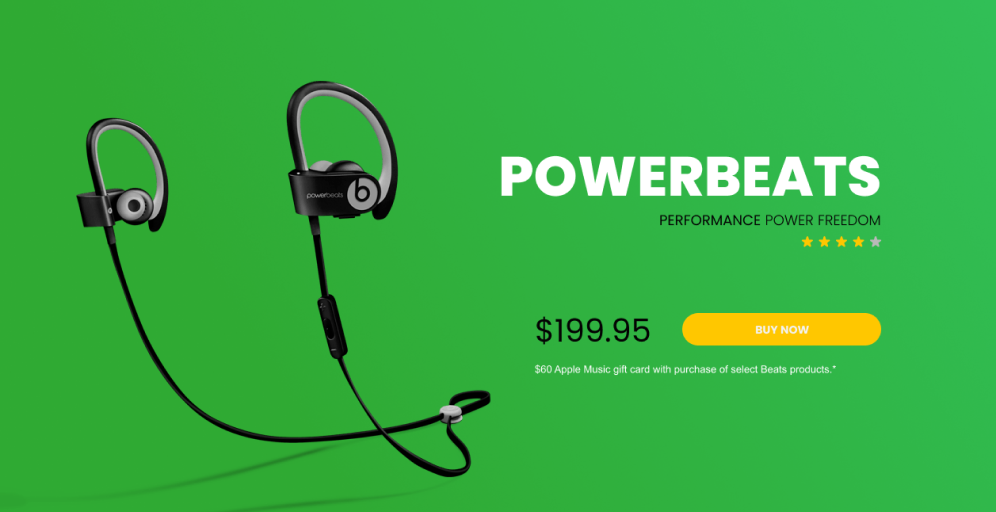 powerbeats
b
POWERBEATS
PERFORMANCE POWER FREEDOM
$199.95
BUY NOW
$60 Apple Music gift card with purchase of select Beats products.*